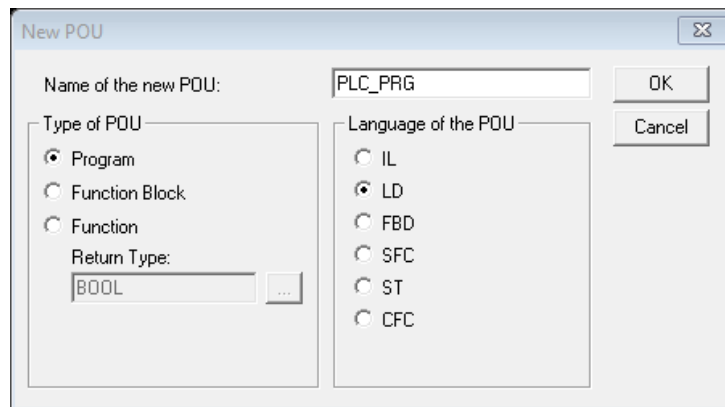 New POU
Name of the new POU:
PLC_PRG
OK
Cancel
Type of POU
Program
Function Block
Function
Return Type:
BOOL
...
Language of the POU
IL
LD
FBD
SFC
ST
CFC